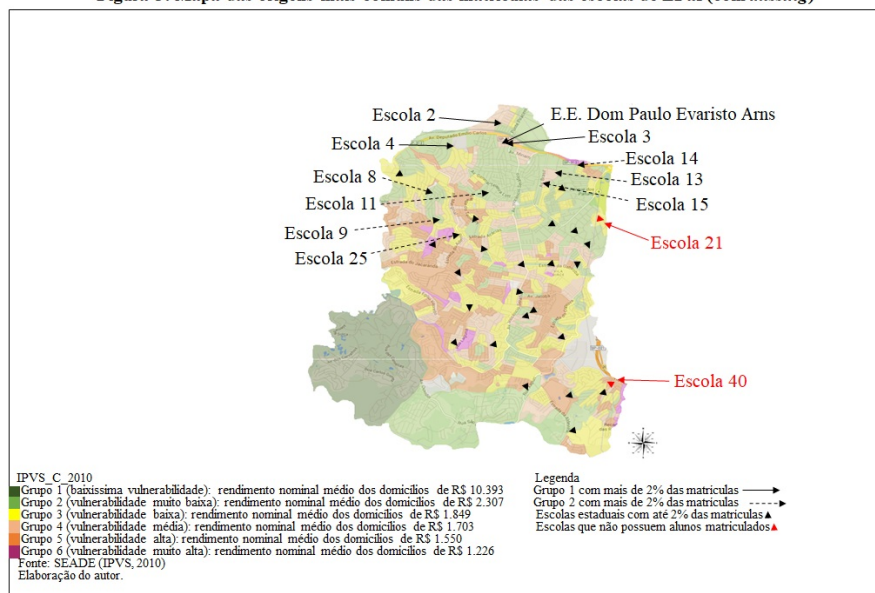 Escola 2
E.E. Dom Paulo Evaristo Arns
Escola 4
Escola 3
Escola 14
Escola 8
Escola 13
Escola 11
Escola 15
Escola 9
Escola 21
Escola 25
Escola 40
IPVS_C_2010
Grupo 1 (baixíssima vulnerabilidade): rendimento nominal médio dos domicílios de R$ 10.393
Grupo 2 (vulnerabilidade muito baixa): rendimento nominal médio dos domicílios de R$ 2.307
Grupo 3 (vulnerabilidade baixa): rendimento nominal médio dos domicílios de R$ 1.849
Grupo 4 (vulnerabilidade média): rendimento nominal médio dos domicílios de R$ 1.703
Grupo 5 (vulnerabilidade alta): rendimento nominal médio dos domicílios de R$ 1.550
Grupo 6 (vulnerabilidade muito alta): rendimento nominal médio dos domicílios de R$ 1.226
Fonte: SEADE (IPVS, 2010)
Elaboração do autor.
Legenda
Grupo 1 com mais de 2% das matriculas
Grupo 2 com mais de 2% das matriculas
Escolas estaduais com até 2% das matriculas
Escolas que não possuem alunos matriculados